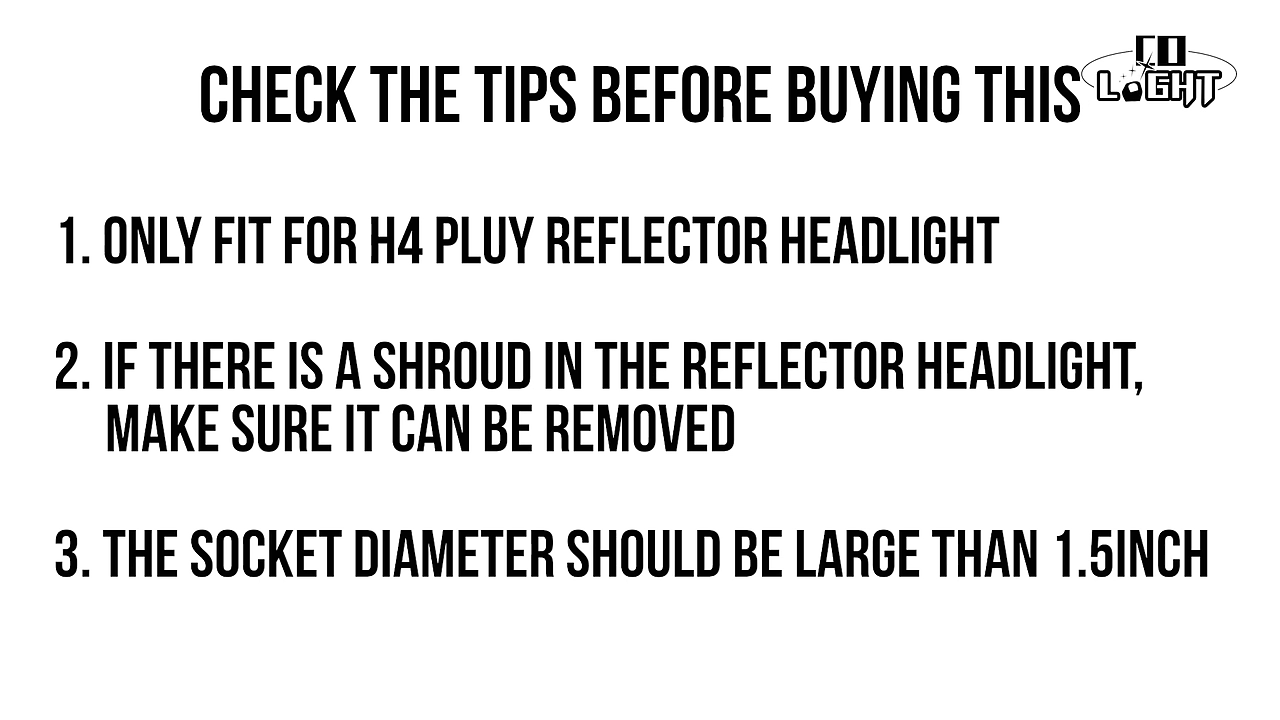 CHECK THE TIPS BEFORE BUYING THIS
CO
LIGHT
1. ONLY FIT FOR H4 PLUY REFLECTOR HEADLIGHT
2. IF THERE IS A SHROUD IN THE REFLECTOR HEADLIGHT,
MAKE SURE IT CAN BE REMOVED
3. THE SOCKET DIAMETER SHOULD BE LARGE THAN 1.5INCH